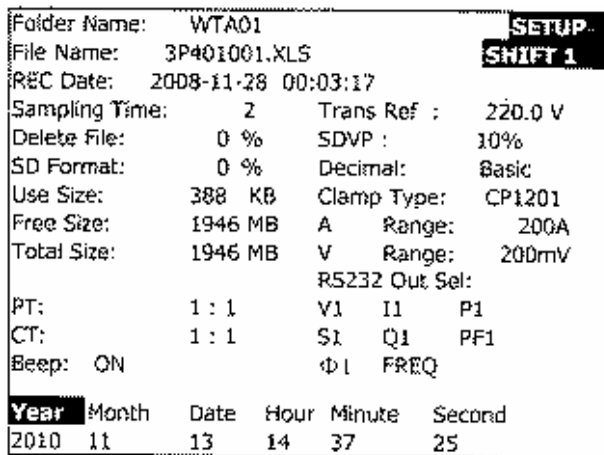 Folder Name: WTA01 SETUP
File Name: 3P401001.XLS SHIFT 1
REC Date: 2008-11-28 00:03:17
Sampling Time: 2 Trans Ref : 220.0 V
Delete File: 0 % SDVP : 10%
SD Format: 0 % Decimal: Basic
Use Size: 388 KB Clamp Type: CP1201
Free Size: 1946 MB A Range: 200A
Total Size: 1946 MB V Range: 200mV
RS232 Out Sel:
PT: 1 : 1 V1 I1 P1
CT: 1 : 1 S1 Q1 PF1
Beep: ON Φ1 FREQ
Year Month Date Hour Minute Second
2010 11 13 14 37 25